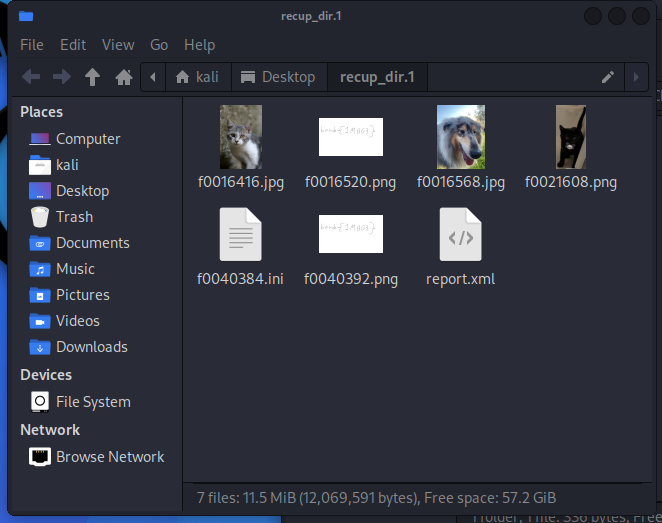 recup_dir.1
File Edit View Go Help
kali Desktop recup_dir.1
Places
Computer
kali
Desktop
Trash
Documents
Music
Pictures
Videos
Downloads
Devices
File System
Network
Browse Network
f0016416.jpg f0016520.png f0016568.jpg f0021608.png
f0040384.ini f0040392.png report.xml
7 files: 11.5 MiB (12,069,591 bytes), Free space: 57.2 GiB